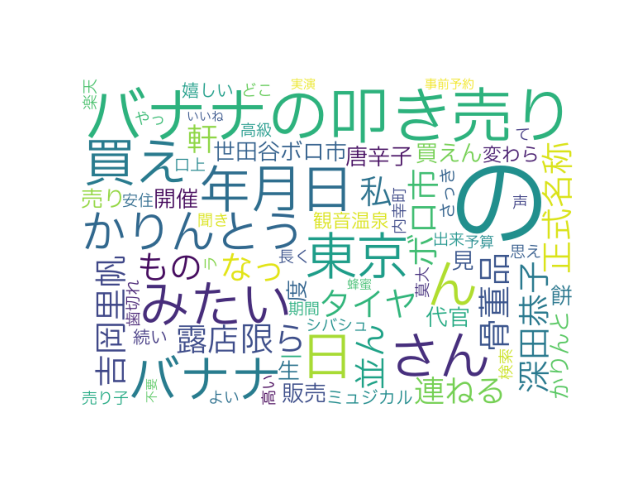 楽天
嬉しい
どこ
実演
事前予約
バナナの叩き売り
やっ
いいね
高級
軒
て
買え
口上
世田谷ボロ市
唐辛子
買えん
変わら
正式名称
年月日
私
の
売り
安住
開催
聞き
観音温泉
内幸町
ボロ市
さっき
声
かりんとう
東京
出来
予算
思え
もの
なっ
ラ
長く
ん
見
骨董品
吉岡里帆
歯切れ
みたい
度
期間
蜂蜜
タイヤ
莫大
代官
深田恭子
餅
かりんと
続い
露店
限ら
日
シバシュ
並ん
さん
検索
バナナ
生
一
売り子
不要
よい
高い
販売
ミュジカル
連ねる